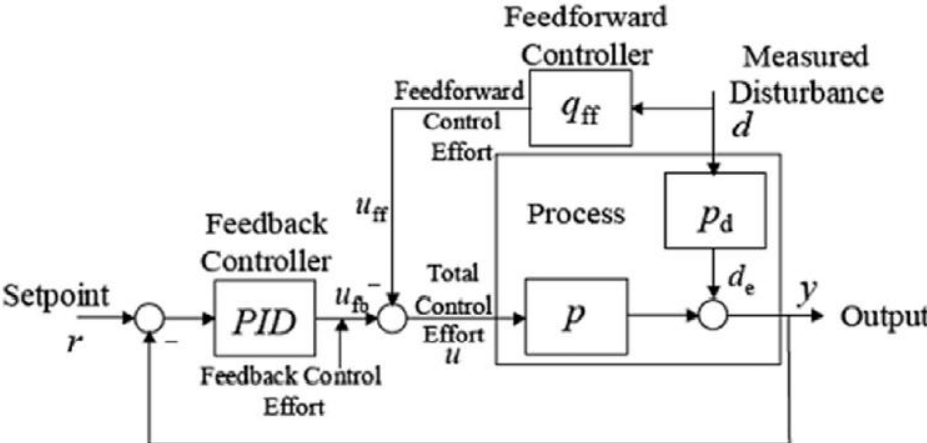 Feedforward
Controller
Measured
Disturbance
d
Feedforward
Control
Effort
q_ff
u_ff
Process
p_d
d_e
Feedback
Controller
Setpoint
r
−
PID
u_fb
−
Total
Control
Effort
u
p
y
Output
Feedback Control
Effort